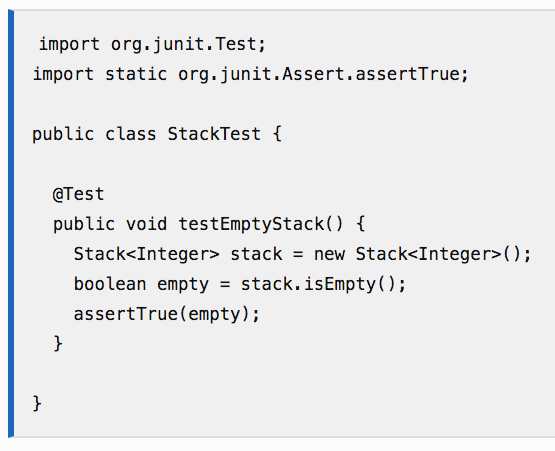 import org.junit.Test;
import static org.junit.Assert.assertTrue;
public class StackTest {
@Test
public void testEmptyStack() {
Stack<Integer> stack = new Stack<Integer>();
boolean empty = stack.isEmpty();
assertTrue(empty);
}
}